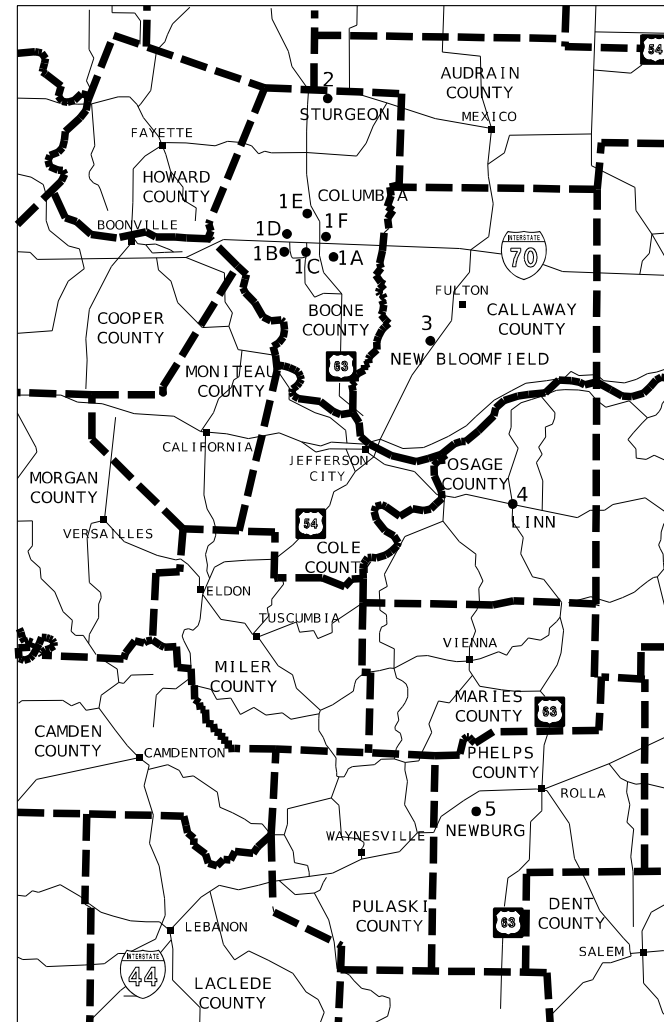 54
AUDRAIN
COUNTY
2
STURGEON
MEXICO
FAYETTE
HOWARD
COUNTY
COLUMBIA
1E
1D
1F
BOONVILLE
1B
1C
1A
INTERSTATE
70
FULTON
COOPER
COUNTY
BOONE
COUNTY
CALLAWAY
COUNTY
3
NEW BLOOMFIELD
63
MONITEAU
COUNTY
CALIFORNIA
JEFFERSON
CITY
MORGAN
COUNTY
OSAGE
COUNTY
4
LINN
VERSAILLES
54
COLE
COUNTY
ELDON
TUSCUMBIA
VIENNA
MILER
COUNTY
MARIES
COUNTY
63
CAMDEN
COUNTY
CAMDENTON
PHELPS
COUNTY
ROLLA
5
NEWBURG
WAYNESVILLE
PULASKI
COUNTY
63
DENT
COUNTY
LEBANON
SALEM
INTERSTATE
44
LACLEDE
COUNTY